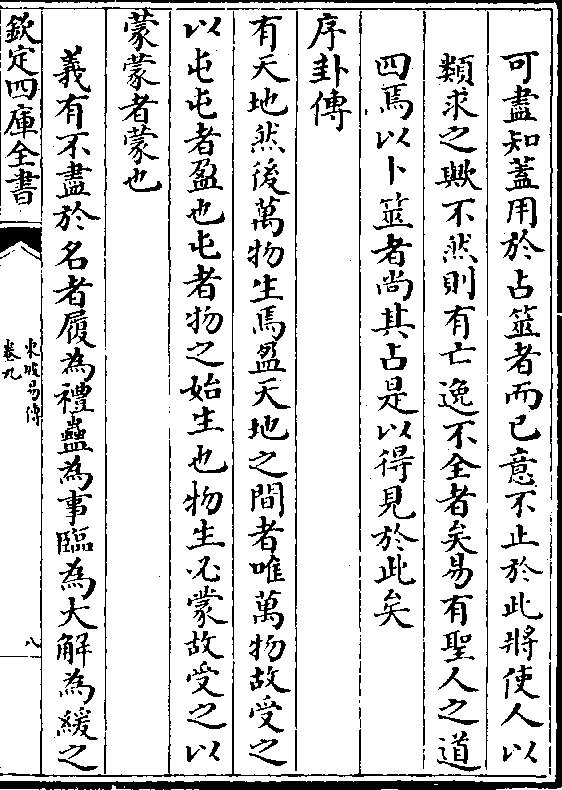 可盡知蓋用於占筮者而已意不止於此將使人以
類求之歟不然則有亡逸不全者矣易有聖人之道
四焉以卜筮者尚其占是以得見於此矣
序卦傳
有天地然後萬物生焉盈天地之間者唯萬物故受之
以屯屯者盈也屯者物之始生也物生必蒙故受之以
蒙蒙者蒙也
義有不盡於名者履為禮蠱為事臨為大解為緩之
欽定四庫全書
東坡易傳
卷九
八